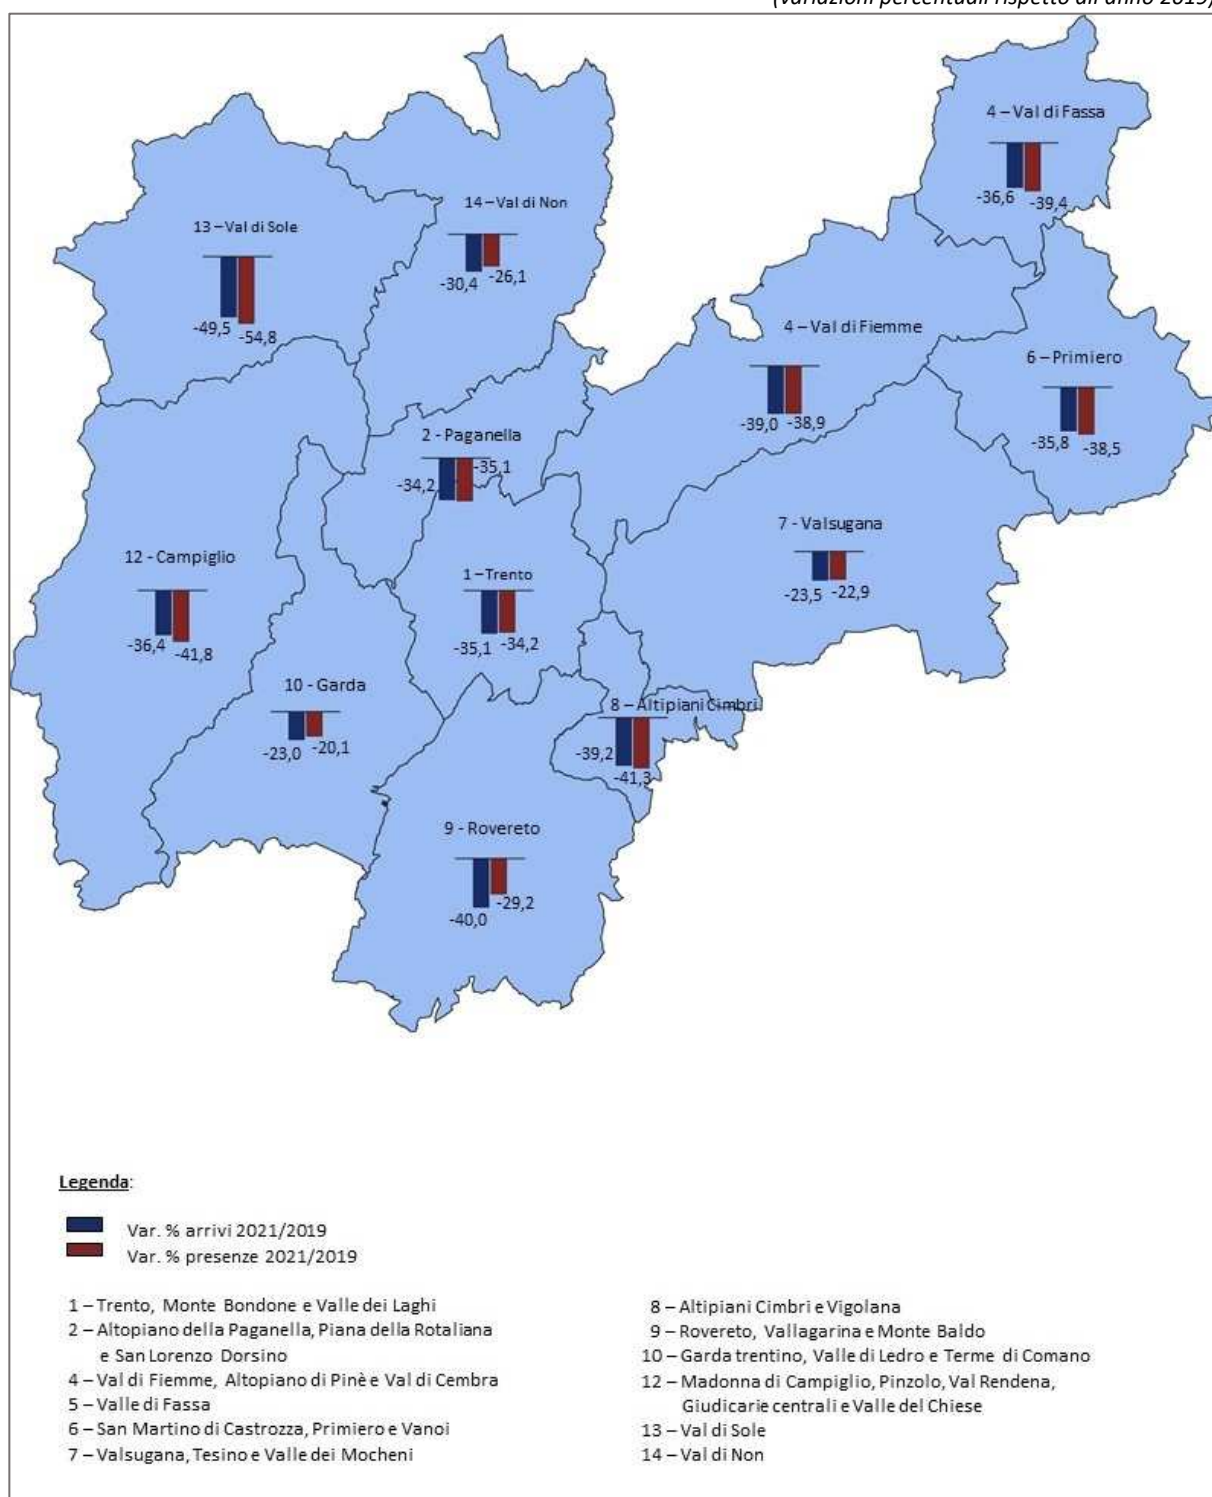 (variazioni percentuali rispetto all'anno 2019)
4 – Val di Fassa
-36,6
-39,4
14 – Val di Non
-30,4
-26,1
13 – Val di Sole
-49,5
-54,8
4 – Val di Fiemme
-39,0
-38,9
6 – Primiero
-35,8
-38,5
2 - Paganella
-34,2
-35,1
7 - Valsugana
-23,5
-22,9
12 - Campiglio
-36,4
-41,8
1 – Trento
-35,1
-34,2
10 - Garda
-23,0
-20,1
8 – Altipiani Cimbri
-39,2
-41,3
9 - Rovereto
-40,0
-29,2
Legenda:
Var. % arrivi 2021/2019
Var. % presenze 2021/2019
1 – Trento, Monte Bondone e Valle dei Laghi
2 – Altopiano della Paganella, Piana della Rotaliana
e San Lorenzo Dorsino
4 – Val di Fiemme, Altopiano di Pinè e Val di Cembra
5 – Valle di Fassa
6 – San Martino di Castrozza, Primiero e Vanoi
7 – Valsugana, Tesino e Valle dei Mocheni
8 – Altipiani Cimbri e Vigolana
9 – Rovereto, Vallagarina e Monte Baldo
10 – Garda trentino, Valle di Ledro e Terme di Comano
12 – Madonna di Campiglio, Pinzolo, Val Rendena,
Giudicarie centrali e Valle del Chiese
13 – Val di Sole
14 – Val di Non